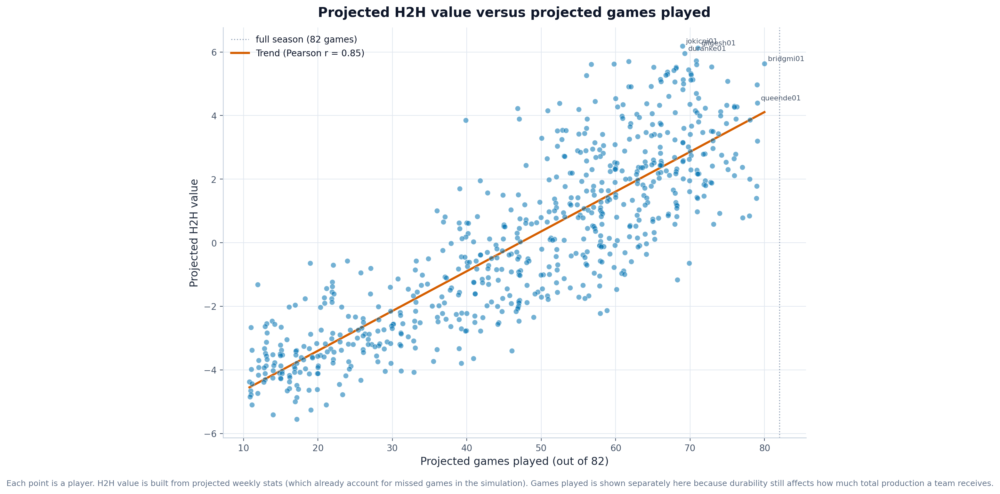 Projected H2H value versus projected games played
full season (82 games)
Trend (Pearson r = 0.85)
jokicni01
gilgesh01
duranke01
bridgmi01
queende01
6
4
2
0
−2
−4
−6
Projected H2H value
10 20 30 40 50 60 70 80
Projected games played (out of 82)
Each point is a player. H2H value is built from projected weekly stats (which already account for missed games in the simulation). Games played is shown separately here because durability still affects how much total production a team receives.